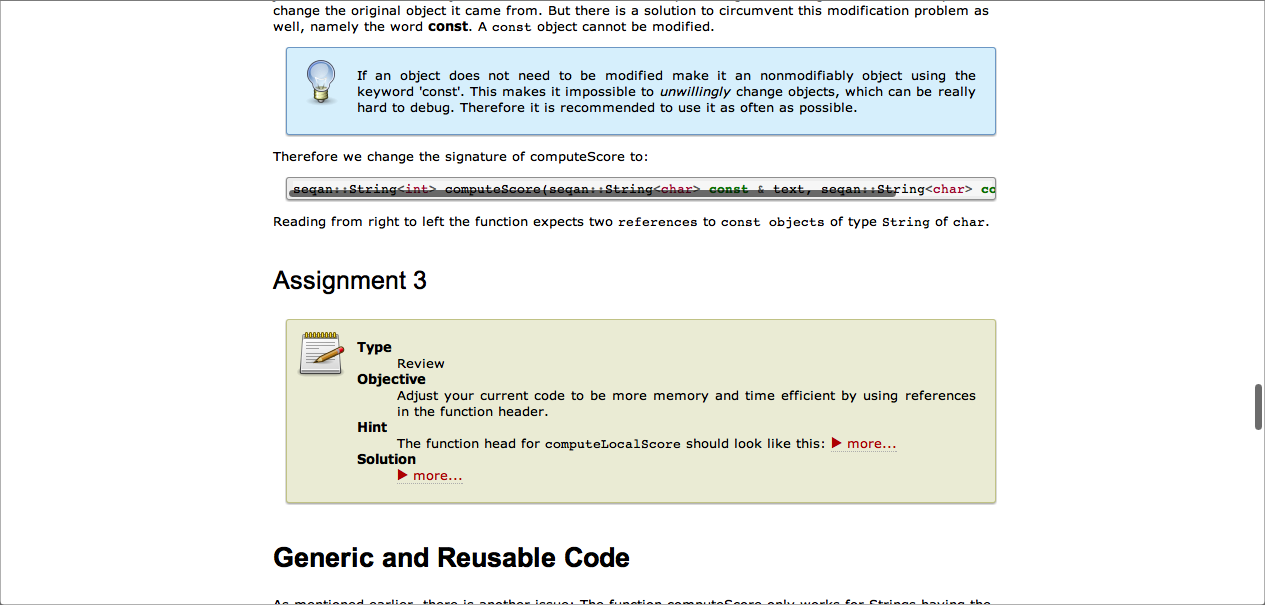 change the original object it came from. But there is a solution to circumvent this modification problem as
well, namely the word const. A const object cannot be modified.
If an object does not need to be modified make it an nonmodifiably object using the
keyword 'const'. This makes it impossible to unwillingly change objects, which can be really
hard to debug. Therefore it is recommended to use it as often as possible.
Therefore we change the signature of computeScore to:
seqan::String<int> computeScore(seqan::String<char> const & text, seqan::String<char> co
Reading from right to left the function expects two references to const objects of type String of char.
Assignment 3
Type
Review
Objective
Adjust your current code to be more memory and time efficient by using references
in the function header.
Hint
The function head for computeLocalScore should look like this: ▶ more...
Solution
▶ more...
Generic and Reusable Code
As mentioned earlier, there is another issue: The function computeScore only works for Strings having the